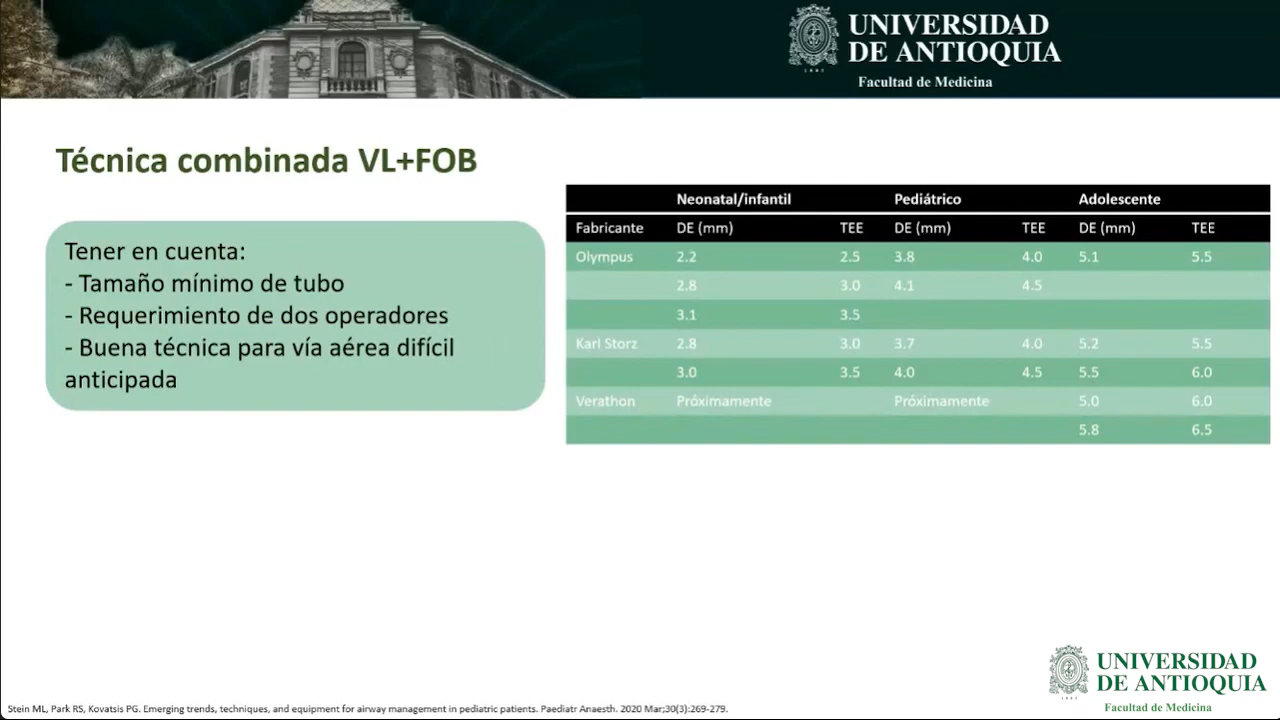 UNIVERSIDAD
DE ANTIOQUIA
Facultad de Medicina
Técnica combinada VL+FOB
Tener en cuenta:
- Tamaño mínimo de tubo
- Requerimiento de dos operadores
- Buena técnica para vía aérea difícil
anticipada
Neonatal/infantil Pediátrico Adolescente
Fabricante DE (mm) TEE DE (mm) TEE DE (mm) TEE
Olympus 2.2 2.5 3.8 4.0 5.1 5.5
2.8 3.0 4.1 4.5
3.1 3.5
Karl Storz 2.8 3.0 3.7 4.0 5.2 5.5
3.0 3.5 4.0 4.5 5.5 6.0
Verathon Próximamente Próximamente 5.0 6.0
5.8 6.5
UNIVERSIDAD
DE ANTIOQUIA
Facultad de Medicina
Stein ML, Park RS, Kovatsis PG. Emerging trends, techniques, and equipment for airway management in pediatric patients. Paediatr Anaesth. 2020 Mar;30(3):269-279.